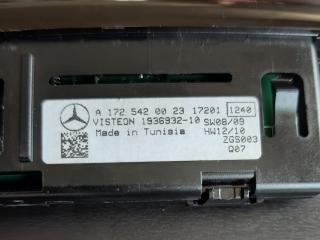 A 172 542 00 23 17201 1240
VISTEON 1936932-10 SW08/09
Made in Tunisia HW12/10
ZGS003
Q07